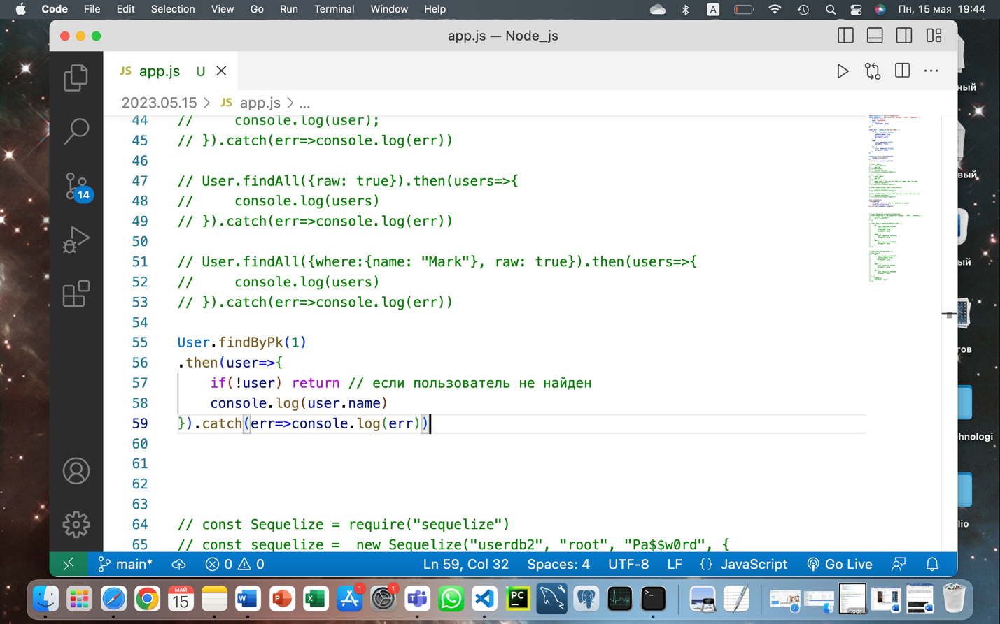 Code File Edit Selection View Go Run Terminal Window Help A Пн, 15 мая 19:44
app.js — Node_js
JS app.js U
ный
2023.05.15 > JS app.js > ...
44 // console.log(user);
45 // }).catch(err=>console.log(err))
46
47 // User.findAll({raw: true}).then(users=>{
вый
48 // console.log(users)
14
49 // }).catch(err=>console.log(err))
50
51 // User.findAll({where:{name: "Mark"}, raw: true}).then(users=>{
ый
52 // console.log(users)
53 // }).catch(err=>console.log(err))
54
55 User.findByPk(1)
тов
56 .then(user=>{
57 if(!user) return // если пользователь не найден
58 console.log(user.name)
59 }).catch(err=>console.log(err))
hnologi
60
61
62
63
64 // const Sequelize = require("sequelize")
lio
65 // const sequelize = new Sequelize("userdb2", "root", "Pa$$w0rd", {
main* 0 0 Ln 59, Col 32 Spaces: 4 UTF-8 LF {} JavaScript Go Live
МАЙ
15
W
P
X
1
1
PC
>_
node